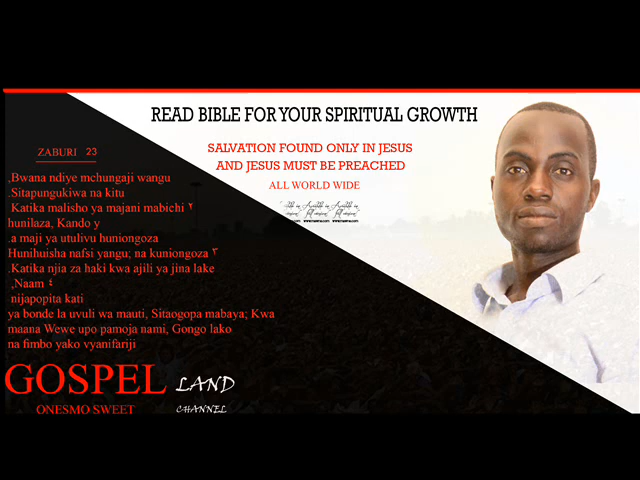 READ BIBLE FOR YOUR SPIRITUAL GROWTH
SALVATION FOUND ONLY IN JESUS
AND JESUS MUST BE PREACHED
ALL WORLD WIDE
ZABURI 23
,Bwana ndiye mchungaji wangu
.Sitapungukiwa na kitu
Katika malisho ya majani mabichi ٢
hunilaza, Kando y
.a maji ya utulivu huniongoza
Hunihuisha nafsi yangu; na kuniongoza ٣
.Katika njia za haki kwa ajili ya jina lake
,Naam ٤
nijapopita kati
ya bonde la uvuli wa mauti, Sitaogopa mabaya; Kwa
maana Wewe upo pamoja nami, Gongo lako
na fimbo yako vyanifariji
GOSPEL LAND
ONESMO SWEET CHANNEL